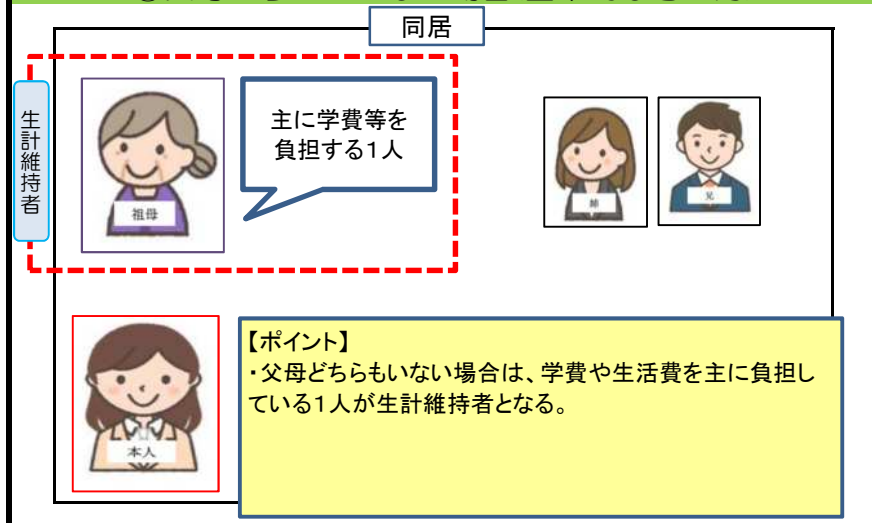 同居
生計維持者
主に学費等を
負担する1人
祖母
姉
兄
本人
【ポイント】
・父母どちらもいない場合は、学費や生活費を主に負担し
ている1人が生計維持者となる。